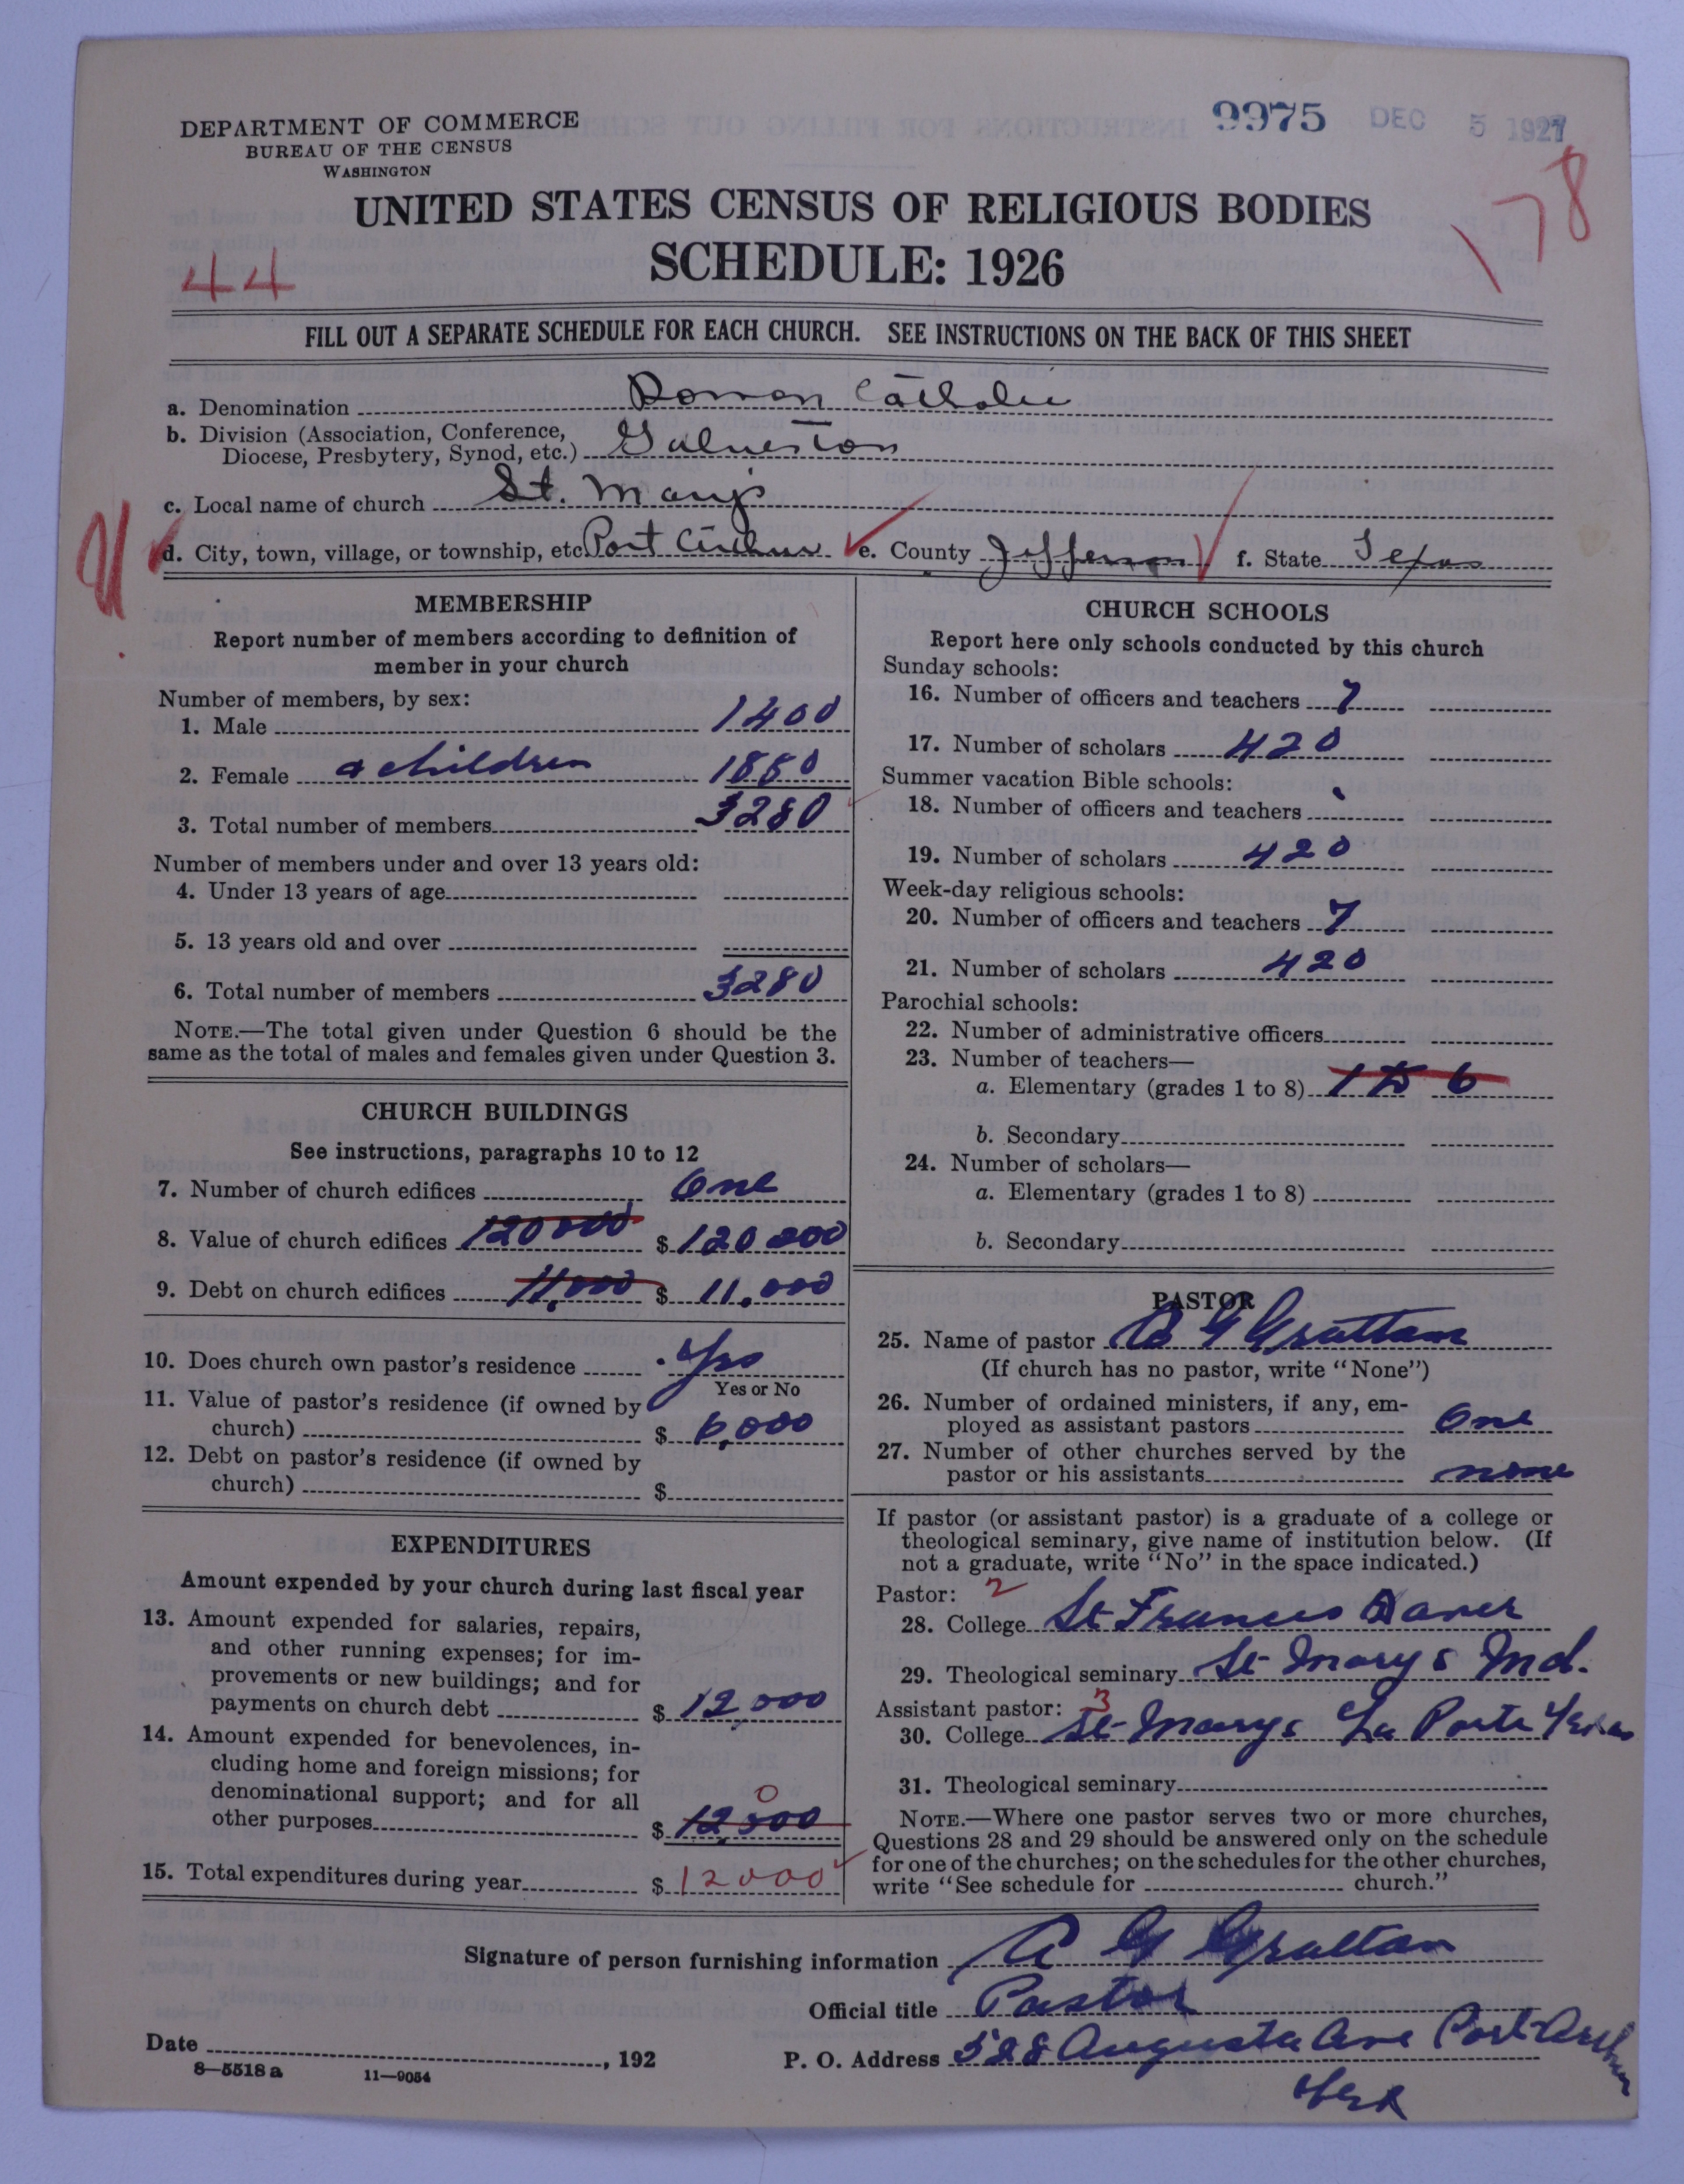 9975 DEC 5 1927
DEPARTMENT OF COMMERCE
BUREAU OF THE CENSUS
WASHINGTON
178
UNITED STATES CENSUS OF RELIGIOUS BODIES
SCHEDULE: 1926
44
FILL OUT A SEPARATE SCHEDULE FOR EACH CHURCH. SEE INSTRUCTIONS ON THE BACK OF THIS SHEET
a. Denomination Roman Catholic
b. Division (Association, Conference,
Diocese, Presbytery, Synod, etc.) Galveston
c. Local name of church St. Mary's
d. City, town, village, or township, etc. Port Arthur e. County Jefferson f. State Texas
MEMBERSHIP
Report number of members according to definition of
member in your church
Number of members, by sex:
1. Male 1400
2. Female & children 1880
3. Total number of members 3280
Number of members under and over 13 years old:
4. Under 13 years of age
5. 13 years old and over
6. Total number of members 3280
NOTE.—The total given under Question 6 should be the
same as the total of males and females given under Question 3.
CHURCH BUILDINGS
See instructions, paragraphs 10 to 12
7. Number of church edifices One
8. Value of church edifices 120000 $ 120000
9. Debt on church edifices 11,000 $ 11,000
10. Does church own pastor's residence Yes
Yes or No
11. Value of pastor's residence (if owned by
church) $ 6,000
12. Debt on pastor's residence (if owned by
church) $
EXPENDITURES
Amount expended by your church during last fiscal year
13. Amount expended for salaries, repairs,
and other running expenses; for im-
provements or new buildings; and for
payments on church debt $ 12,000
14. Amount expended for benevolences, in-
cluding home and foreign missions; for
denominational support; and for all
0
other purposes $ 12,000
15. Total expenditures during year $ 12000
CHURCH SCHOOLS
Report here only schools conducted by this church
Sunday schools:
16. Number of officers and teachers 7
17. Number of scholars 420
Summer vacation Bible schools:
18. Number of officers and teachers
19. Number of scholars 420
Week-day religious schools:
20. Number of officers and teachers 7
21. Number of scholars 420
Parochial schools:
22. Number of administrative officers
23. Number of teachers—
a. Elementary (grades 1 to 8) 1 to 6
b. Secondary
24. Number of scholars—
a. Elementary (grades 1 to 8)
b. Secondary
PASTOR
25. Name of pastor A G Grattan
(If church has no pastor, write "None")
26. Number of ordained ministers, if any, em-
ployed as assistant pastors One
27. Number of other churches served by the
pastor or his assistants none
If pastor (or assistant pastor) is a graduate of a college or
theological seminary, give name of institution below. (If
not a graduate, write "No" in the space indicated.)
Pastor: 2
28. College St Francis Xavier
29. Theological seminary St Marys Md.
Assistant pastor: 3
30. College St Marys La Porte Texas
31. Theological seminary
NOTE.—Where one pastor serves two or more churches,
Questions 28 and 29 should be answered only on the schedule
for one of the churches; on the schedules for the other churches,
write "See schedule for church."
Signature of person furnishing information A G Grattan
Official title Pastor
Date , 192 P. O. Address 528 Augusta Ave Port Arthur
8—5518 a 11—9054
Tex